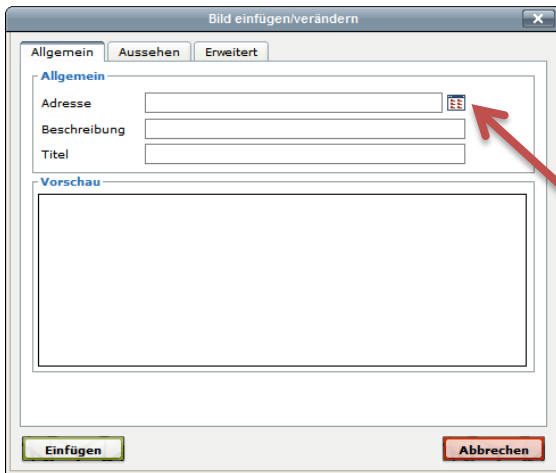 Bild einfügen/verändern
Allgemein Aussehen Erweitert
Allgemein
Adresse
Beschreibung
Titel
Vorschau
Einfügen Abbrechen